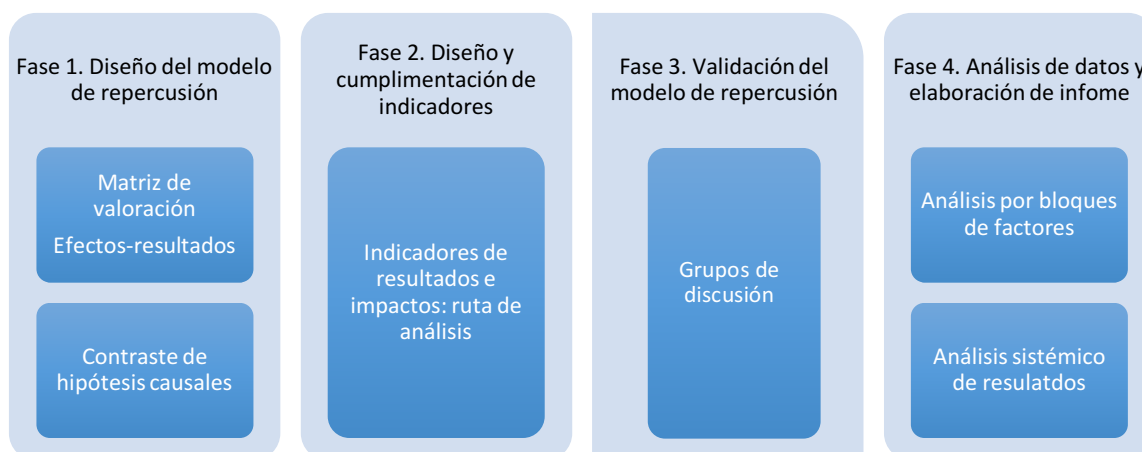 Fase 1. Diseño del modelo
de repercusión
Matriz de
valoración
Efectos-resultados
Contraste de
hipótesis causales
Fase 2. Diseño y
cumplimentación de
indicadores
Indicadores de
resultados e
impactos: ruta de
análisis
Fase 3. Validación del
modelo de repercusión
Grupos de
discusión
Fase 4. Análisis de datos y
elaboración de infome
Análisis por bloques
de factores
Análisis sistémico
de resulatdos